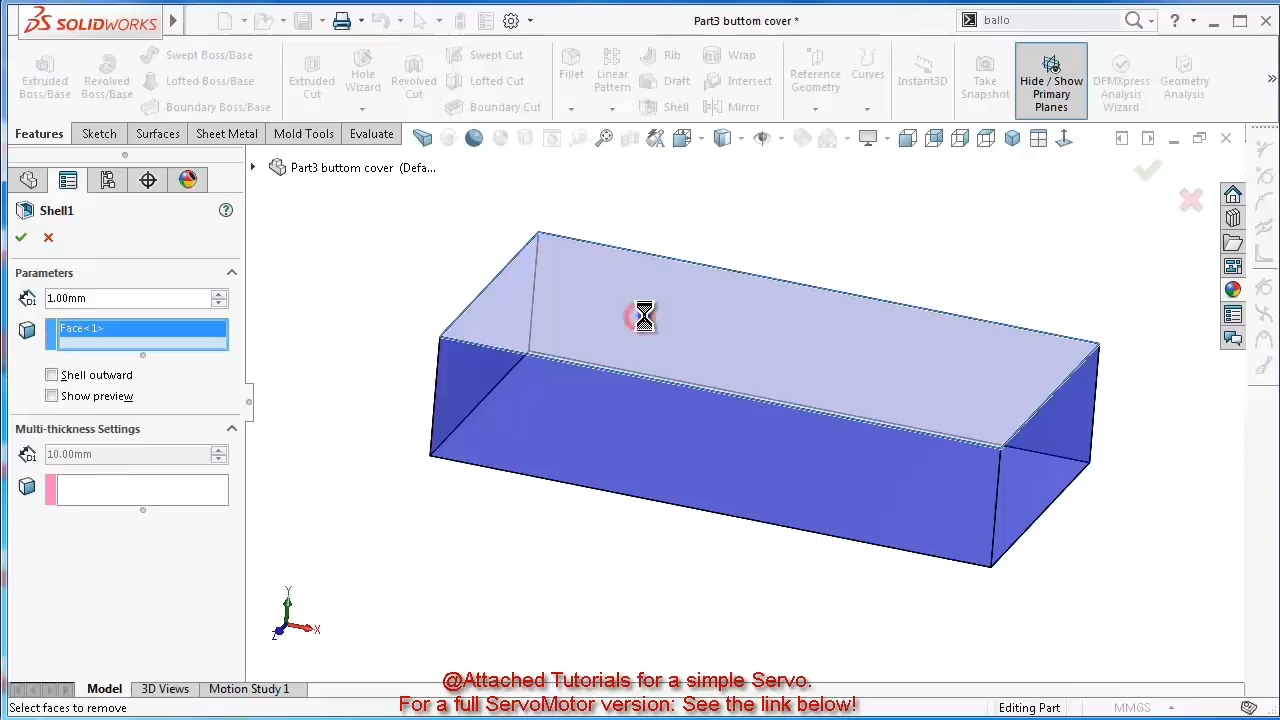 SOLIDWORKS
Part3 buttom cover *
ballo
Extruded Boss/Base
Revolved Boss/Base
Swept Boss/Base
Lofted Boss/Base
Boundary Boss/Base
Extruded Cut
Hole Wizard
Revolved Cut
Swept Cut
Lofted Cut
Boundary Cut
Fillet
Linear Pattern
Rib
Draft
Shell
Wrap
Intersect
Mirror
Reference Geometry
Curves
Instant3D
Take Snapshot
Hide / Show Primary Planes
DFMXpress Analysis Wizard
Geometry Analysis
Features
Sketch
Surfaces
Sheet Metal
Mold Tools
Evaluate
Part3 buttom cover (Defa...
Shell1
Parameters
1.00mm
Face<1>
Shell outward
Show preview
Multi-thickness Settings
10.00mm
Y
X
Z
Model
3D Views
Motion Study 1
@Attached Tutorials for a simple Servo.
For a full ServoMotor version: See the link below!
Select faces to remove
Editing Part
MMGS